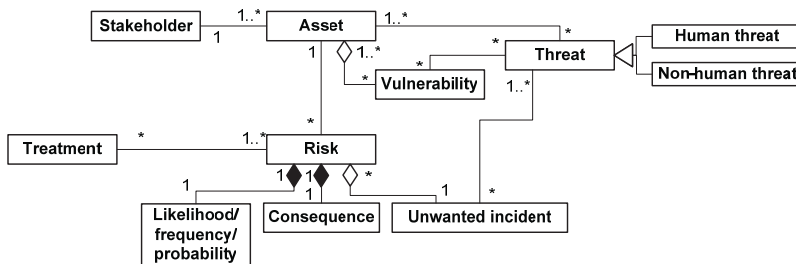 Stakeholder
1
1..*
Asset
1..*
*
Human threat
Threat
Non-human threat
1
1..*
*
*
*
Vulnerability
1..*
*
Treatment
*
1..*
Risk
1
1
*
1
1
1
*
Likelihood/
frequency/
probability
Consequence
Unwanted incident